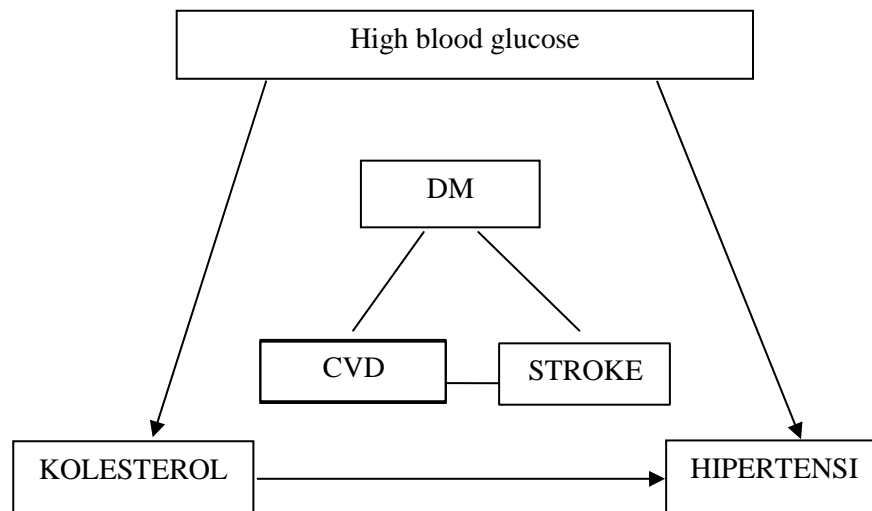 High blood glucose
DM
CVD
STROKE
KOLESTEROL
HIPERTENSI